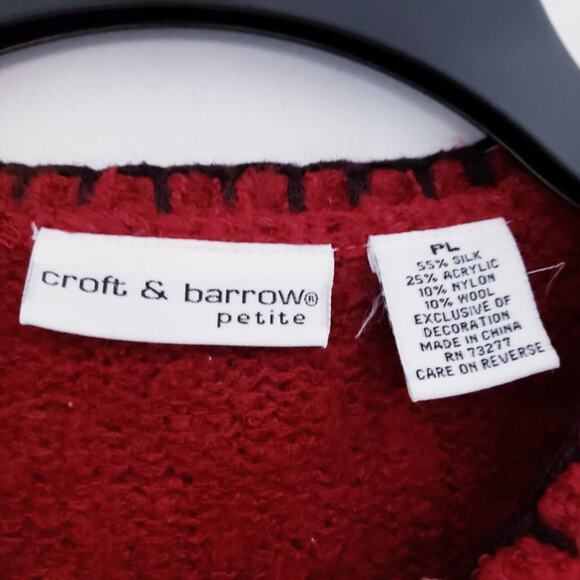 croft & barrow®
petite
PL
55% SILK
25% ACRYLIC
10% NYLON
10% WOOL
EXCLUSIVE OF
DECORATION
MADE IN CHINA
RN 73277
CARE ON REVERSE